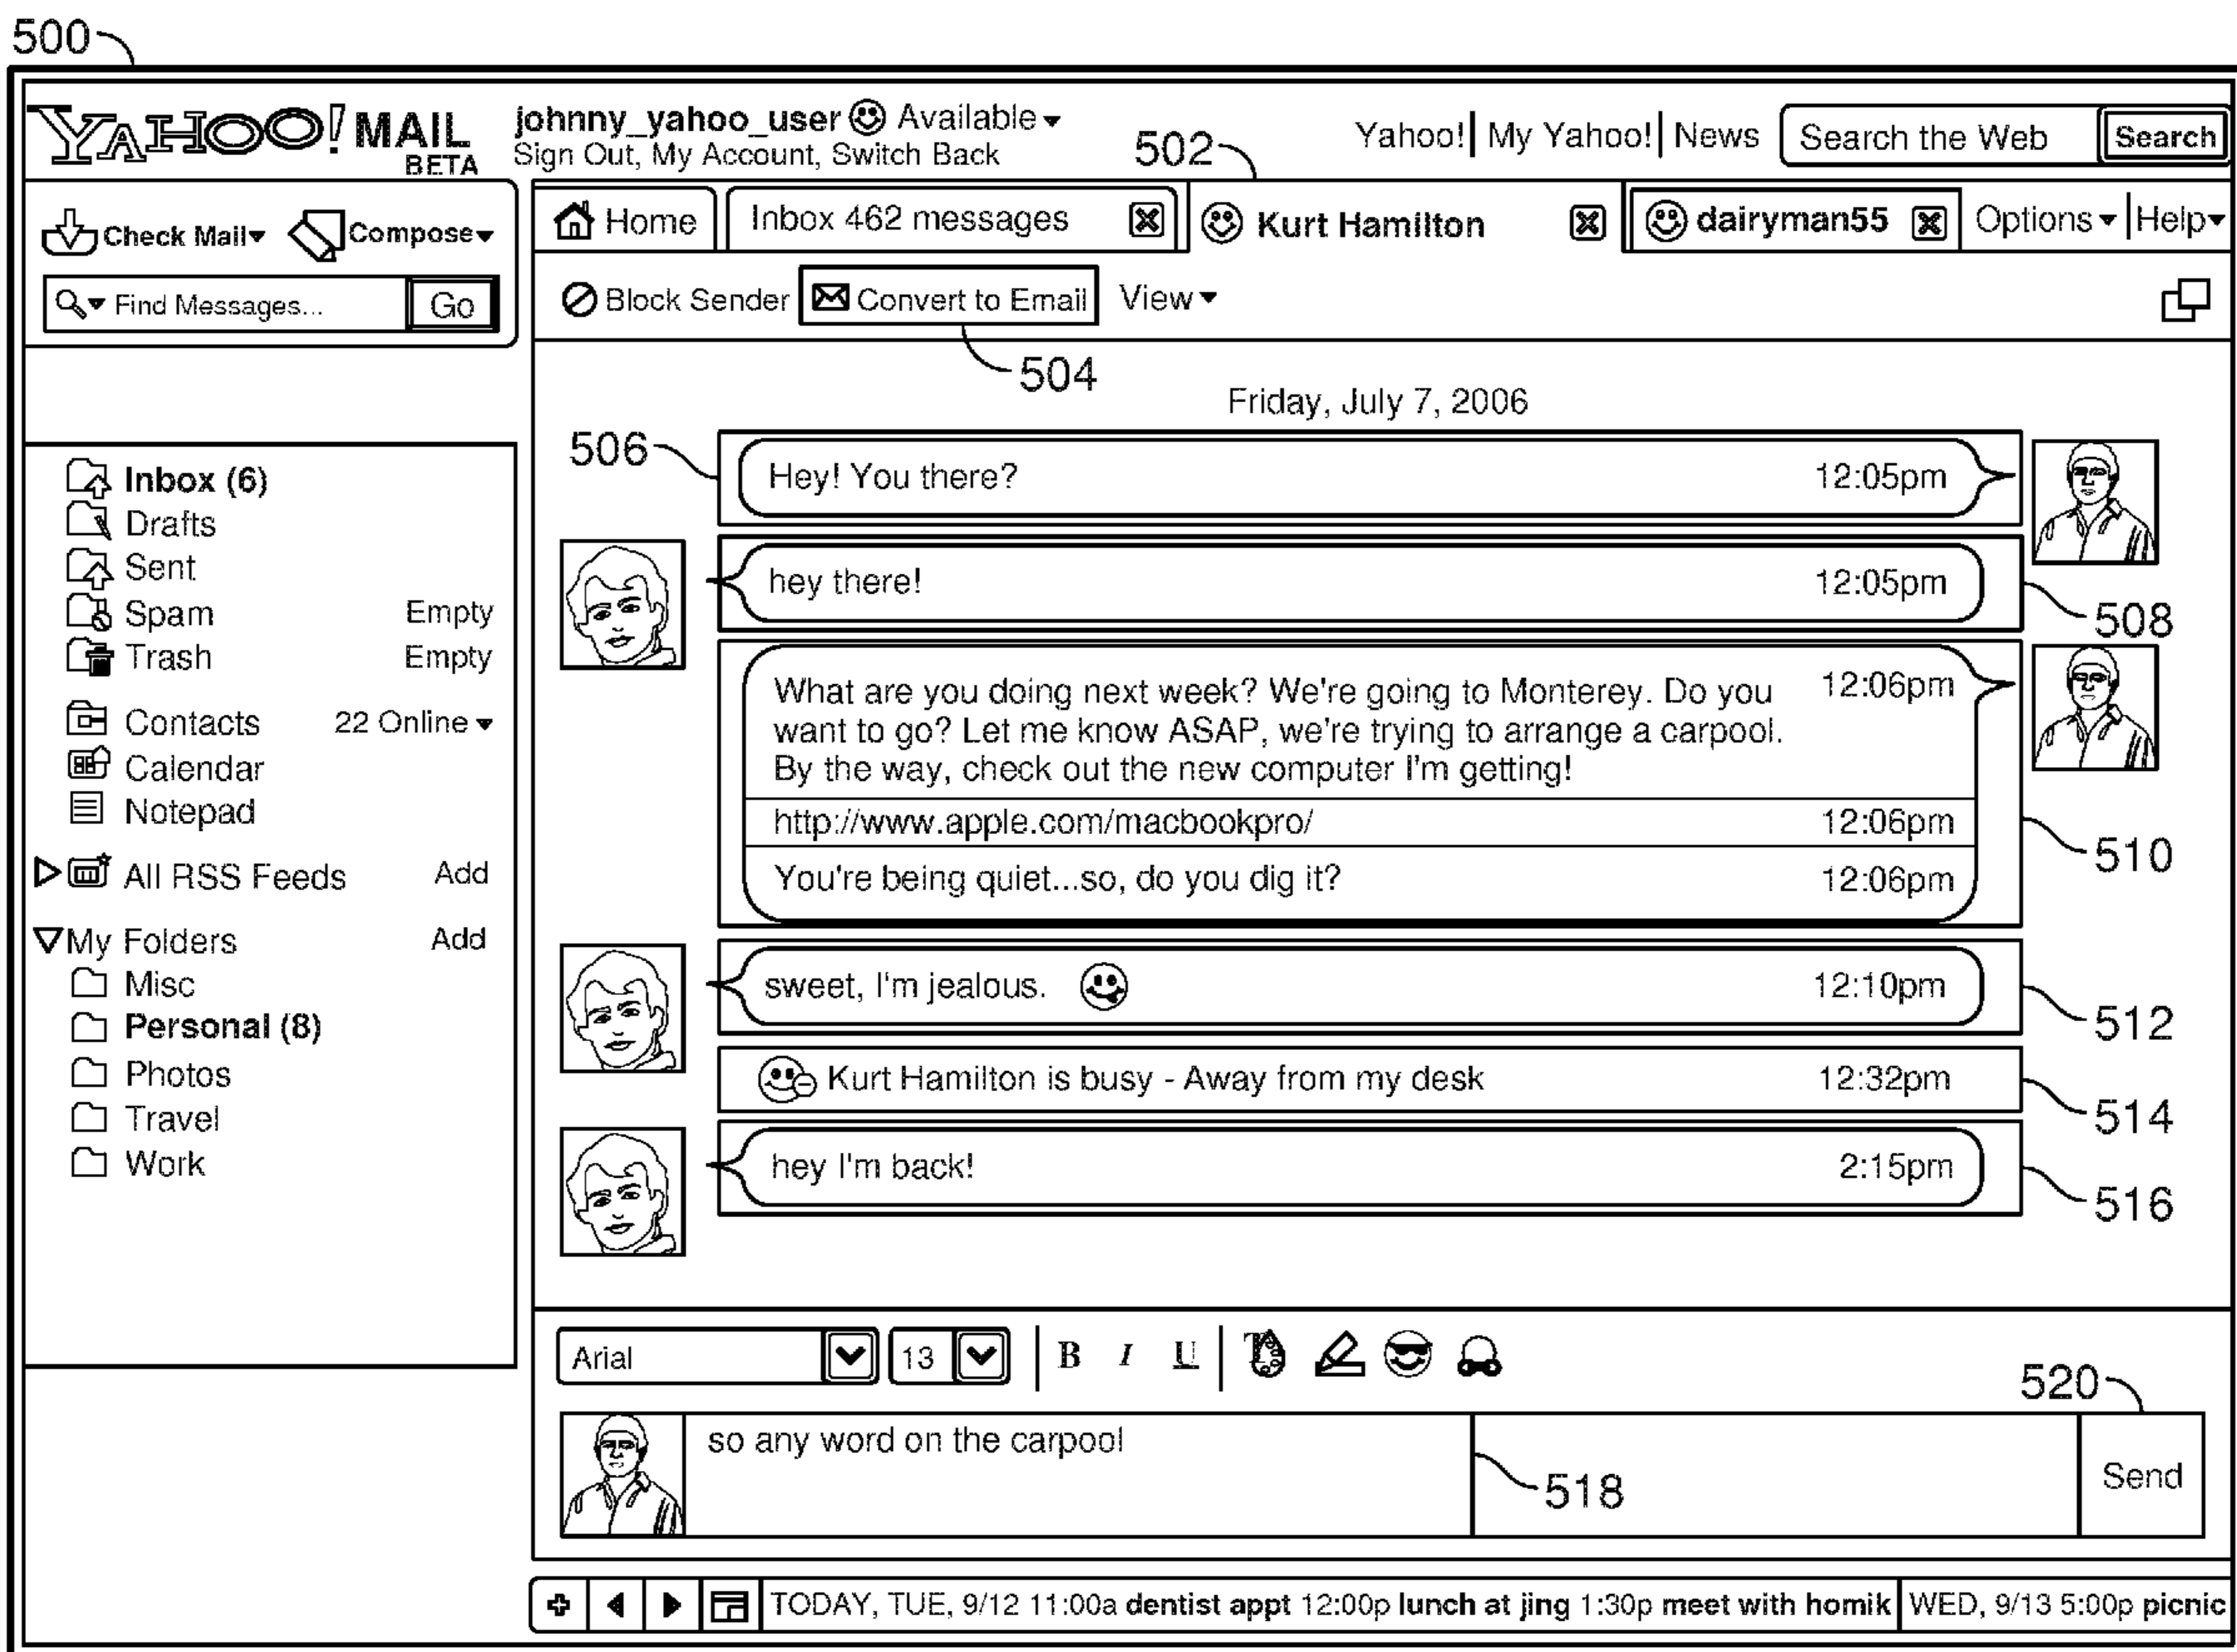 500
YAHOO! MAIL
BETA
johnny_yahoo_user Available
Sign Out, My Account, Switch Back
502
Yahoo! My Yahoo! News Search the Web Search
Check Mail Compose
Find Messages... Go
Home Inbox 462 messages Kurt Hamilton dairyman55 Options Help
Block Sender Convert to Email View
504
Inbox (6)
Drafts
Sent
Spam Empty
Trash Empty
Contacts 22 Online
Calendar
Notepad
All RSS Feeds Add
My Folders Add
Misc
Personal (8)
Photos
Travel
Work
Friday, July 7, 2006
506
Hey! You there? 12:05pm
hey there! 12:05pm
508
What are you doing next week? We're going to Monterey. Do you 12:06pm
want to go? Let me know ASAP, we're trying to arrange a carpool.
By the way, check out the new computer I'm getting!
http://www.apple.com/macbookpro/ 12:06pm
510
You're being quiet...so, do you dig it? 12:06pm
sweet, I'm jealous. 12:10pm
512
Kurt Hamilton is busy - Away from my desk 12:32pm
514
hey I'm back! 2:15pm
516
Arial 13 B I U T
520
so any word on the carpool
518
Send
TODAY, TUE, 9/12 11:00a dentist appt 12:00p lunch at jing 1:30p meet with homik WED, 9/13 5:00p picnic